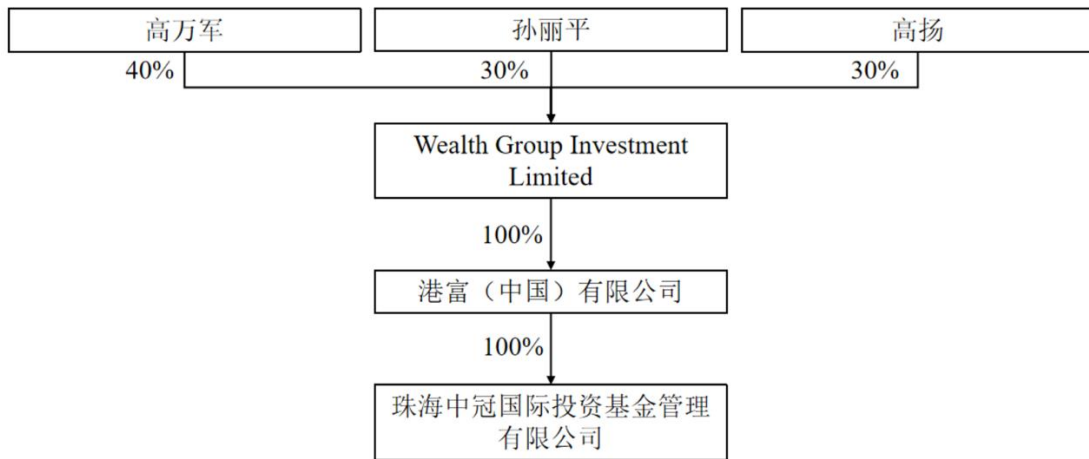 高万军
孙丽平
高扬
40%
30%
30%
Wealth Group Investment
Limited
100%
港富（中国）有限公司
100%
珠海中冠国际投资基金管理
有限公司